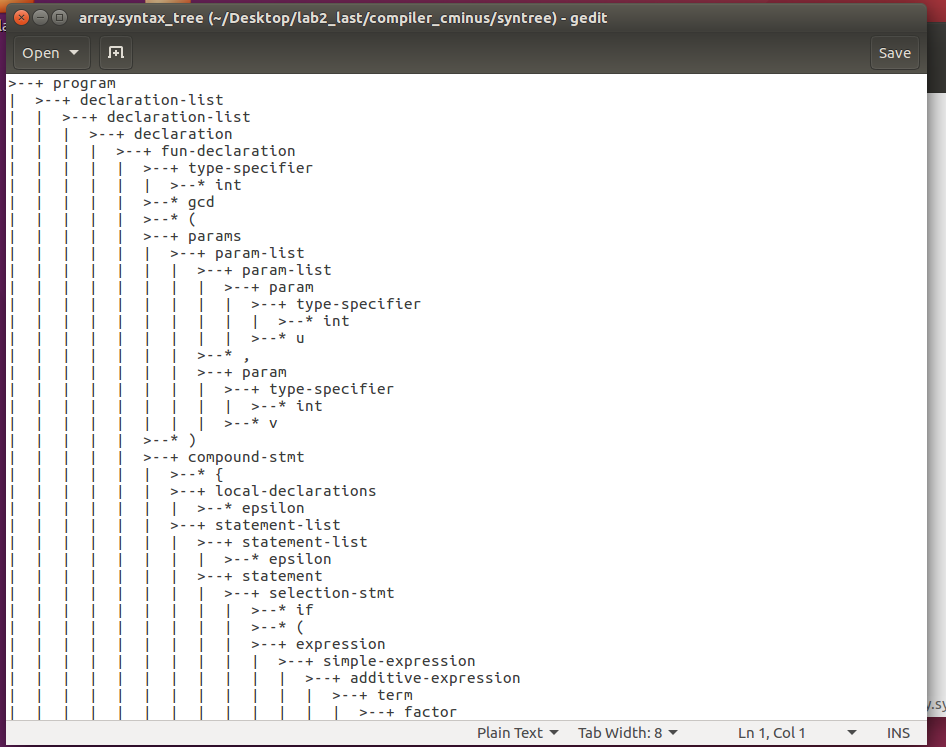 array.syntax_tree (~/Desktop/lab2_last/compiler_cminus/syntree) - gedit
Open Save
>--+ program
|  >--+ declaration-list
|  |  >--+ declaration-list
|  |  |  >--+ declaration
|  |  |  |  >--+ fun-declaration
|  |  |  |  |  >--+ type-specifier
|  |  |  |  |  |  >--* int
|  |  |  |  |  >--* gcd
|  |  |  |  |  >--* (
|  |  |  |  |  >--+ params
|  |  |  |  |  |  >--+ param-list
|  |  |  |  |  |  |  >--+ param-list
|  |  |  |  |  |  |  |  >--+ param
|  |  |  |  |  |  |  |  |  >--+ type-specifier
|  |  |  |  |  |  |  |  |  |  >--* int
|  |  |  |  |  |  |  |  |  >--* u
|  |  |  |  |  |  |  >--* ,
|  |  |  |  |  |  |  >--+ param
|  |  |  |  |  |  |  |  >--+ type-specifier
|  |  |  |  |  |  |  |  |  >--* int
|  |  |  |  |  |  |  |  >--* v
|  |  |  |  |  >--* )
|  |  |  |  |  >--+ compound-stmt
|  |  |  |  |  |  >--* {
|  |  |  |  |  |  >--+ local-declarations
|  |  |  |  |  |  |  >--* epsilon
|  |  |  |  |  |  >--+ statement-list
|  |  |  |  |  |  |  >--+ statement-list
|  |  |  |  |  |  |  |  >--* epsilon
|  |  |  |  |  |  |  >--+ statement
|  |  |  |  |  |  |  |  >--+ selection-stmt
|  |  |  |  |  |  |  |  |  >--* if
|  |  |  |  |  |  |  |  |  >--* (
|  |  |  |  |  |  |  |  |  >--+ expression
|  |  |  |  |  |  |  |  |  |  >--+ simple-expression
|  |  |  |  |  |  |  |  |  |  |  >--+ additive-expression
|  |  |  |  |  |  |  |  |  |  |  |  >--+ term
|  |  |  |  |  |  |  |  |  |  |  |  |  >--+ factor
Plain Text Tab Width: 8 Ln 1, Col 1 INS